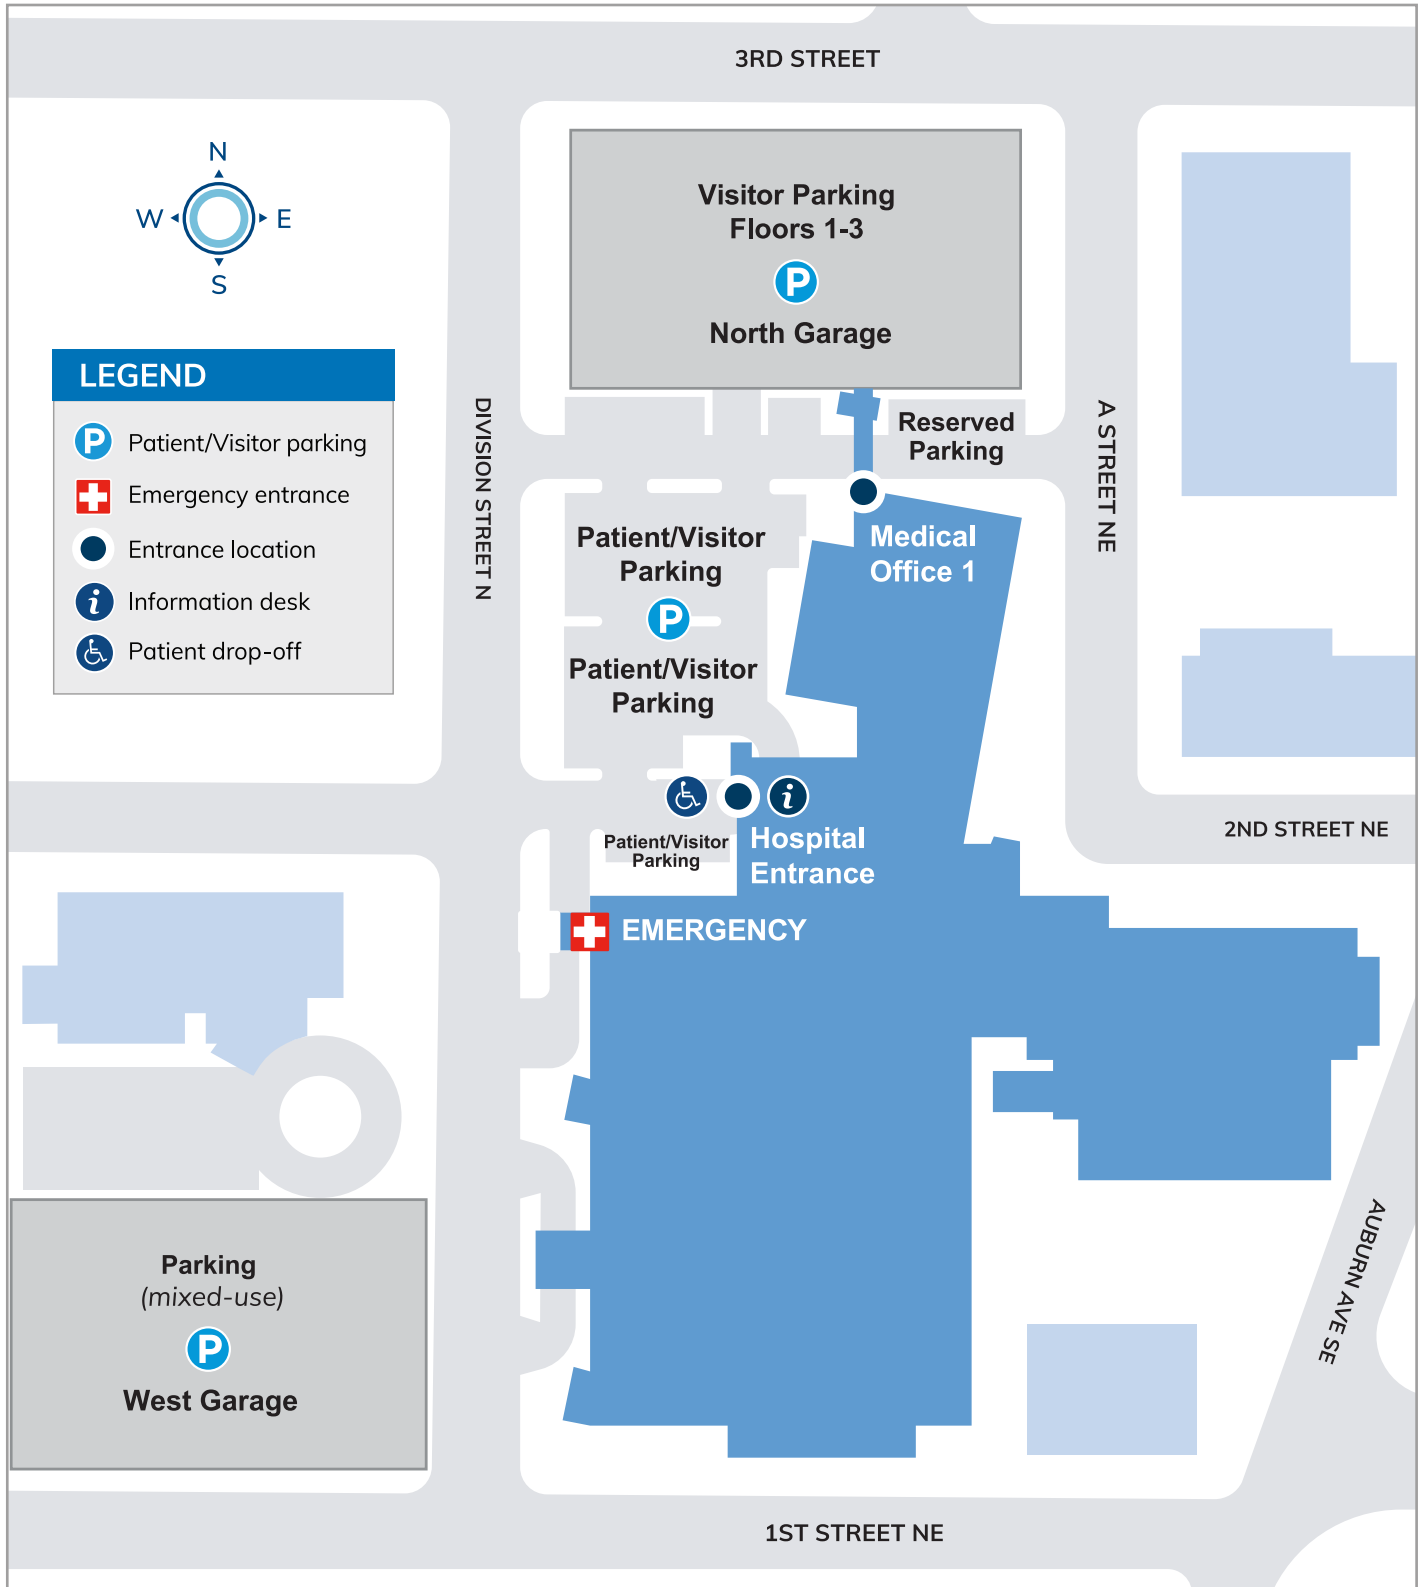 3RD STREET
N
W
E
S
Visitor Parking
Floors 1-3
P
North Garage
LEGEND
P Patient/Visitor parking
Emergency entrance
Entrance location
i Information desk
Patient drop-off
DIVISION STREET N
Reserved
Parking
A STREET NE
Patient/Visitor
Parking
P
Patient/Visitor
Parking
Medical
Office 1
i
Patient/Visitor
Parking
Hospital
Entrance
2ND STREET NE
EMERGENCY
Parking
(mixed-use)
P
West Garage
AUBURN AVE SE
1ST STREET NE